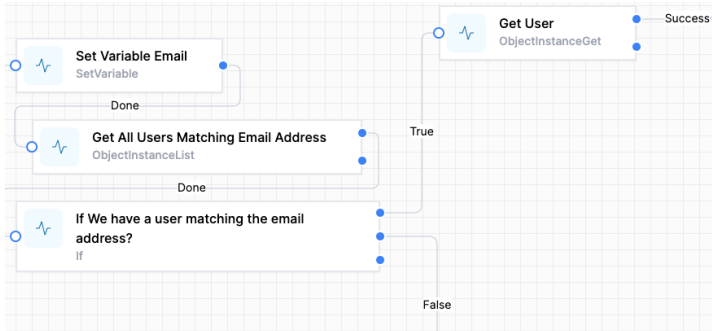 Get User
ObjectInstanceGet
Success
Set Variable Email
SetVariable
Done
Get All Users Matching Email Address
ObjectInstanceList
True
Done
If We have a user matching the email
address?
If
False